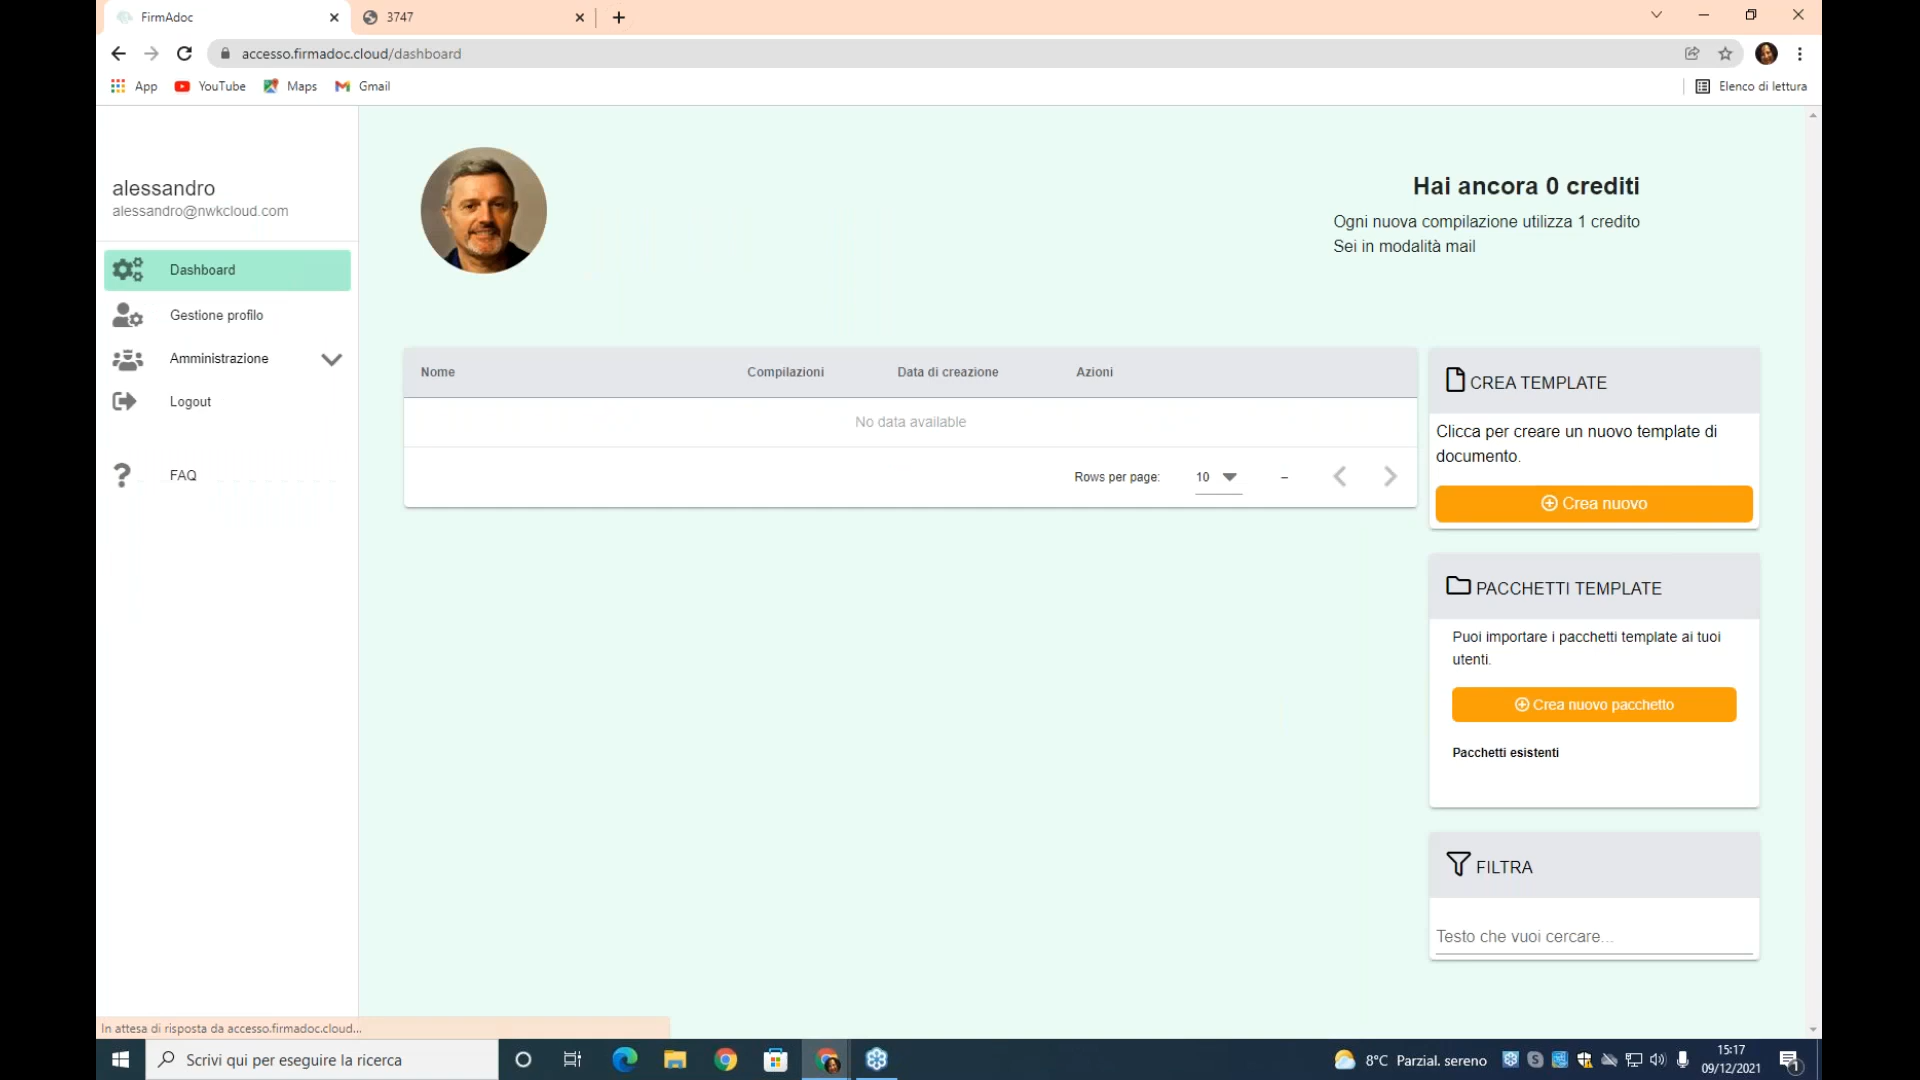 FirmAdoc
3747
accesso.firmadoc.cloud/dashboard
App
YouTube
Maps
Gmail
Elenco di lettura
alessandro
alessandro@nwkcloud.com
Dashboard
Gestione profilo
Amministrazione
Logout
FAQ
Hai ancora 0 crediti
Ogni nuova compilazione utilizza 1 credito
Sei in modalità mail
Nome Compilazioni Data di creazione Azioni
No data available
Rows per page: 10 –
CREA TEMPLATE
Clicca per creare un nuovo template di
documento.
Crea nuovo
PACCHETTI TEMPLATE
Puoi importare i pacchetti template ai tuoi
utenti.
Crea nuovo pacchetto
Pacchetti esistenti
FILTRA
Testo che vuoi cercare...
In attesa di risposta da accesso.firmadoc.cloud...
Scrivi qui per eseguire la ricerca
8°C Parzial. sereno
15:17
09/12/2021
1